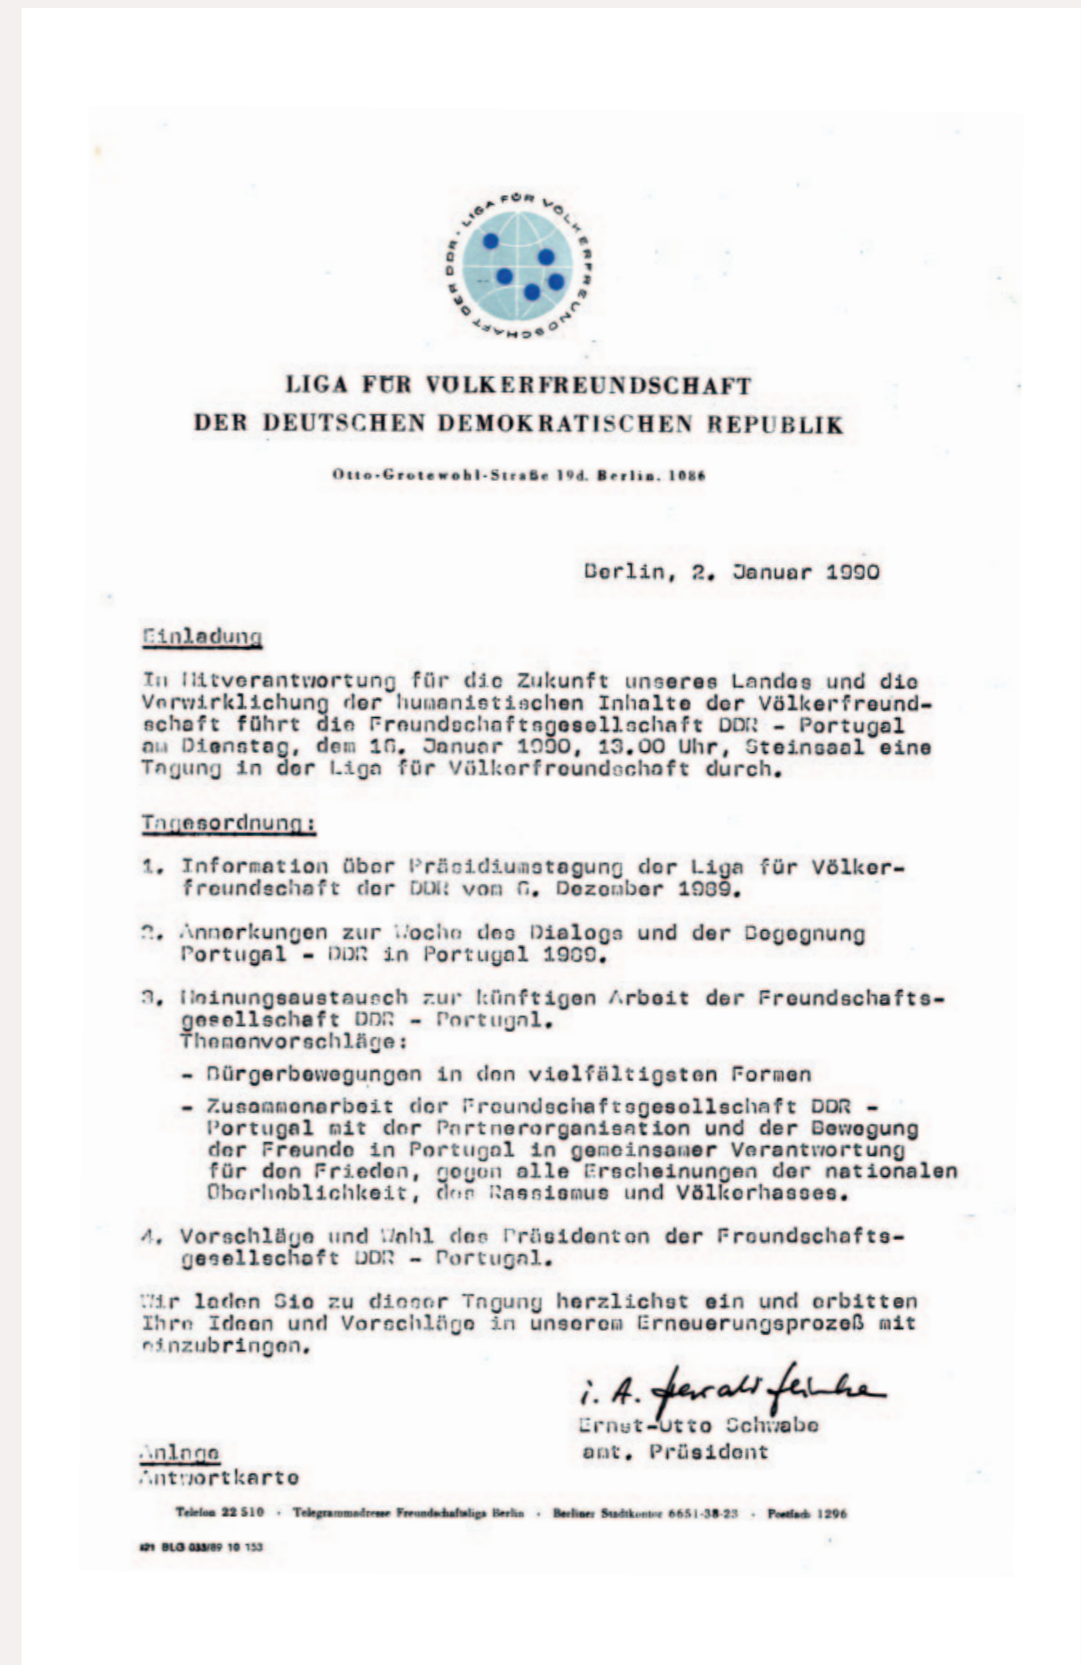 LIGA FÜR VÖLKERFREUNDSCHAFT DER DDR ·
LIGA FÜR VÖLKERFREUNDSCHAFT
DER DEUTSCHEN DEMOKRATISCHEN REPUBLIK
Otto-Grotewohl-Straße 19d, Berlin, 1086
Berlin, 2. Januar 1990
Einladung
In Mitverantwortung für die Zukunft unseres Landes und die
Verwirklichung der humanistischen Inhalte der Völkerfreund-
schaft führt die Freundschaftsgesellschaft DDR - Portugal
am Dienstag, dem 16. Januar 1990, 13.00 Uhr, Steinsaal eine
Tagung in der Liga für Völkerfreundschaft durch.
Tagesordnung:
1. Information über Präsidiumstagung der Liga für Völker-
freundschaft der DDR vom 6. Dezember 1989.
2. Anmerkungen zur Woche des Dialogs und der Begegnung
Portugal - DDR in Portugal 1989.
3. Meinungsaustausch zur künftigen Arbeit der Freundschafts-
gesellschaft DDR - Portugal.
Themenvorschläge:
- Bürgerbewegungen in den vielfältigsten Formen
- Zusammenarbeit der Freundschaftsgesellschaft DDR -
Portugal mit der Partnerorganisation und der Bewegung
der Freunde in Portugal in gemeinsamer Verantwortung
für den Frieden, gegen alle Erscheinungen der nationalen
Überheblichkeit, des Rassismus und Völkerhasses.
4. Vorschläge und Wahl des Präsidenten der Freundschafts-
gesellschaft DDR - Portugal.
Wir laden Sie zu dieser Tagung herzlichst ein und erbitten
Ihre Ideen und Vorschläge in unserem Erneuerungsprozeß mit
einzubringen.
i. A.
Ernst-Otto Schwabe
amt. Präsident
Anlage
Antwortkarte
Telefon 22 510 · Telegrammadresse Freundschaftsliga Berlin · Berliner Stadtkontor 6651-38-23 · Postfach 1296
BLG 033/89 10 153